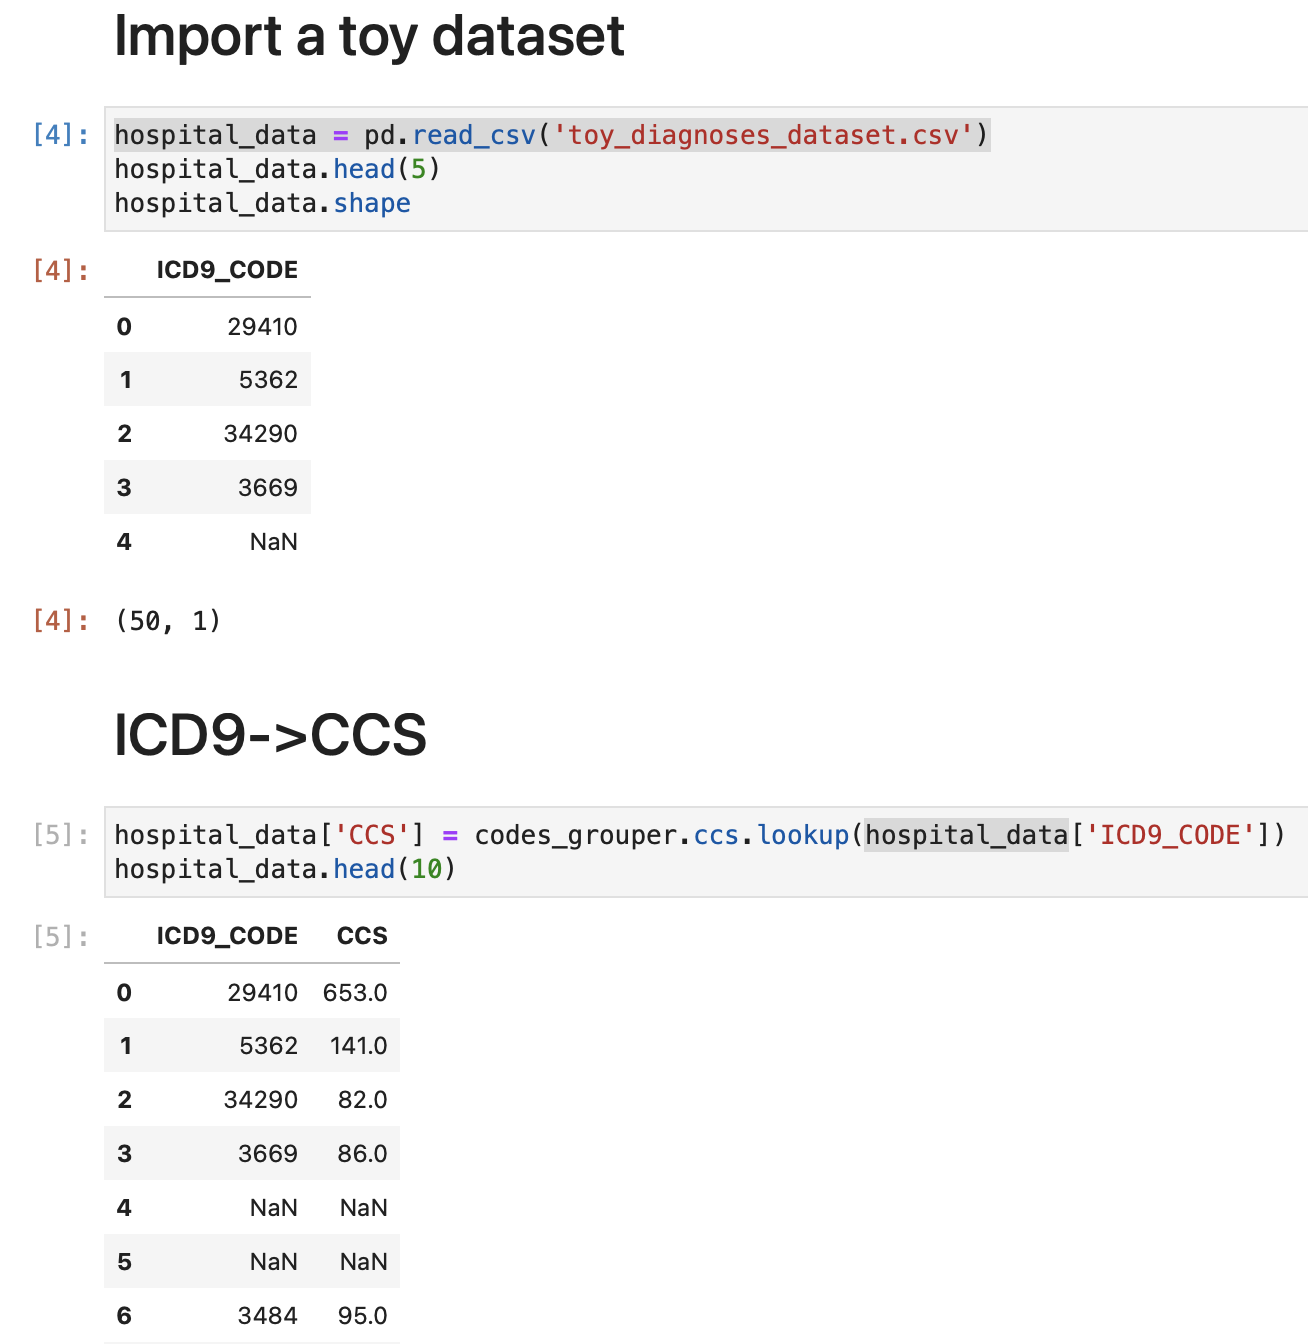 Import a toy dataset
[4]: hospital_data = pd.read_csv('toy_diagnoses_dataset.csv')
hospital_data.head(5)
hospital_data.shape
[4]: ICD9_CODE
0 29410
1 5362
2 34290
3 3669
4 NaN
[4]: (50, 1)
ICD9->CCS
[5]: hospital_data['CCS'] = codes_grouper.ccs.lookup(hospital_data['ICD9_CODE'])
hospital_data.head(10)
[5]: ICD9_CODE CCS
0 29410 653.0
1 5362 141.0
2 34290 82.0
3 3669 86.0
4 NaN NaN
5 NaN NaN
6 3484 95.0